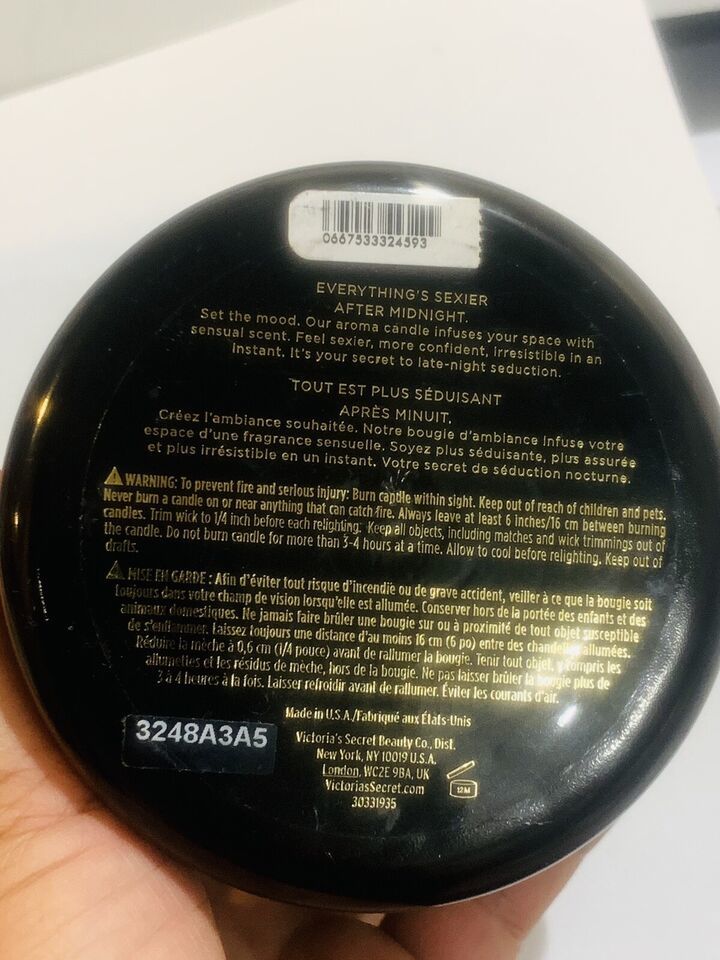 0667533324593
EVERYTHING'S SEXIER
AFTER MIDNIGHT.
Set the mood. Our aroma candle infuses your space with
sensual scent. Feel sexier, more confident, irresistible in an
instant. It's your secret to late-night seduction.
TOUT EST PLUS SÉDUISANT
APRÈS MINUIT.
Créez l'ambiance souhaitée. Notre bougie d'ambiance infuse votre
espace d'une fragrance sensuelle. Soyez plus séduisante, plus assurée
et plus irrésistible en un instant. Votre secret de séduction nocturne.
WARNING: To prevent fire and serious injury: Burn candle within sight. Keep out of reach of children and pets.
Never burn a candle on or near anything that can catch fire. Always leave at least 6 inches/16 cm between burning
candles. Trim wick to 1/4 inch before each relighting. Keep all objects, including matches and wick trimmings out of
the candle. Do not burn candle for more than 3-4 hours at a time. Allow to cool before relighting. Keep out of
drafts.
MISE EN GARDE : Afin d'éviter tout risque d'incendie ou de grave accident, veiller à ce que la bougie soit
toujours dans votre champ de vision lorsqu'elle est allumée. Conserver hors de la portée des enfants et des
animaux domestiques. Ne jamais faire brûler une bougie sur ou à proximité de tout objet susceptible
de s'enflammer. Laissez toujours une distance d'au moins 16 cm (6 po) entre des chandelles allumées.
Réduire la mèche à 0,6 cm (1/4 pouce) avant de rallumer la bougie. Tenir tout objet, y compris les
allumettes et les résidus de mèche, hors de la bougie. Ne pas laisser brûler la bougie plus de
3 à 4 heures à la fois. Laisser refroidir avant de rallumer. Éviter les courants d'air.
Made in U.S.A./Fabriqué aux États-Unis
3248A3A5
Victoria's Secret Beauty Co., Dist.
New York, NY 10019 U.S.A.
London, WC2E 9BA, UK
VictoriasSecret.com
12M
30331935